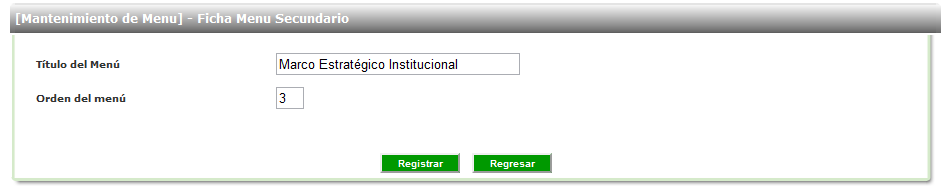 [Mantenimiento de Menu] - Ficha Menu Secundario
Título del Menú
Marco Estratégico Institucional
Orden del menú
3
Registrar
Regresar